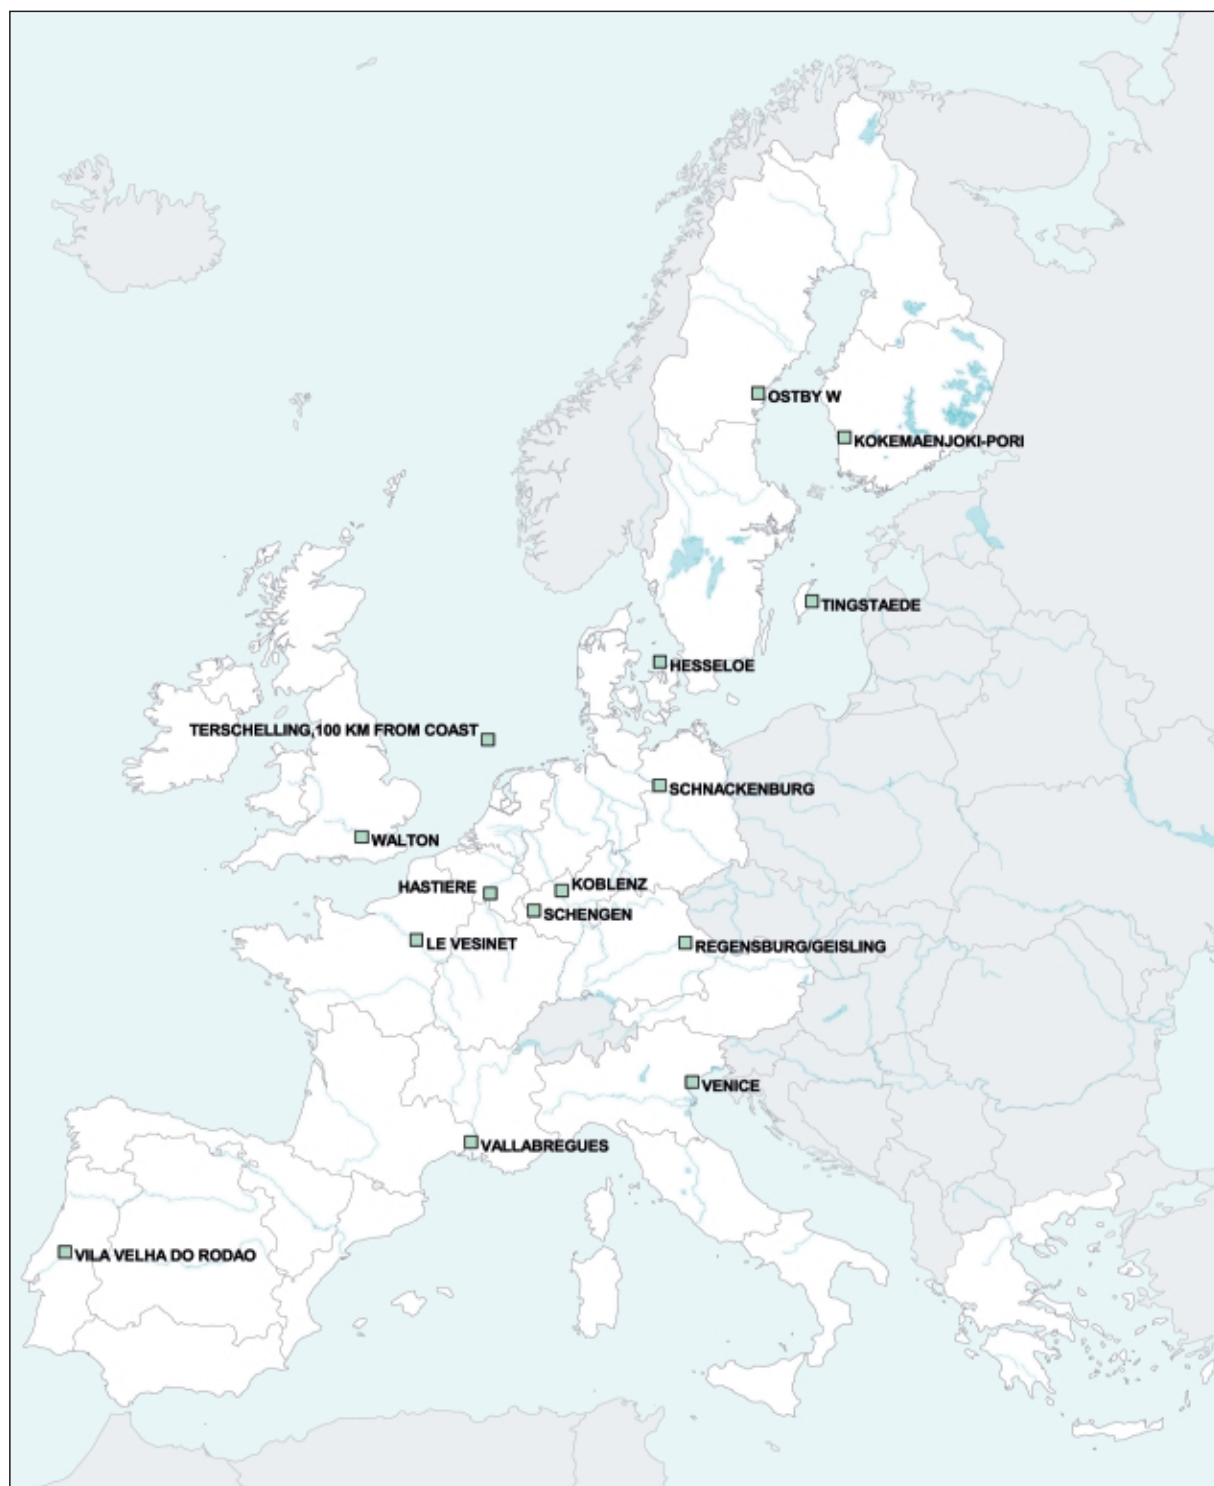 OSTBY W
KOKEMAENJOKI-PORI
TINGSTAEDE
HESSELOE
TERSCHELLING,100 KM FROM COAST
SCHNACKENBURG
WALTON
HASTIERE
KOBLENZ
SCHENGEN
LE VESINET
REGENSBURG/GEISLING
VENICE
VALLABREGUES
VILA VELHA DO RODAO